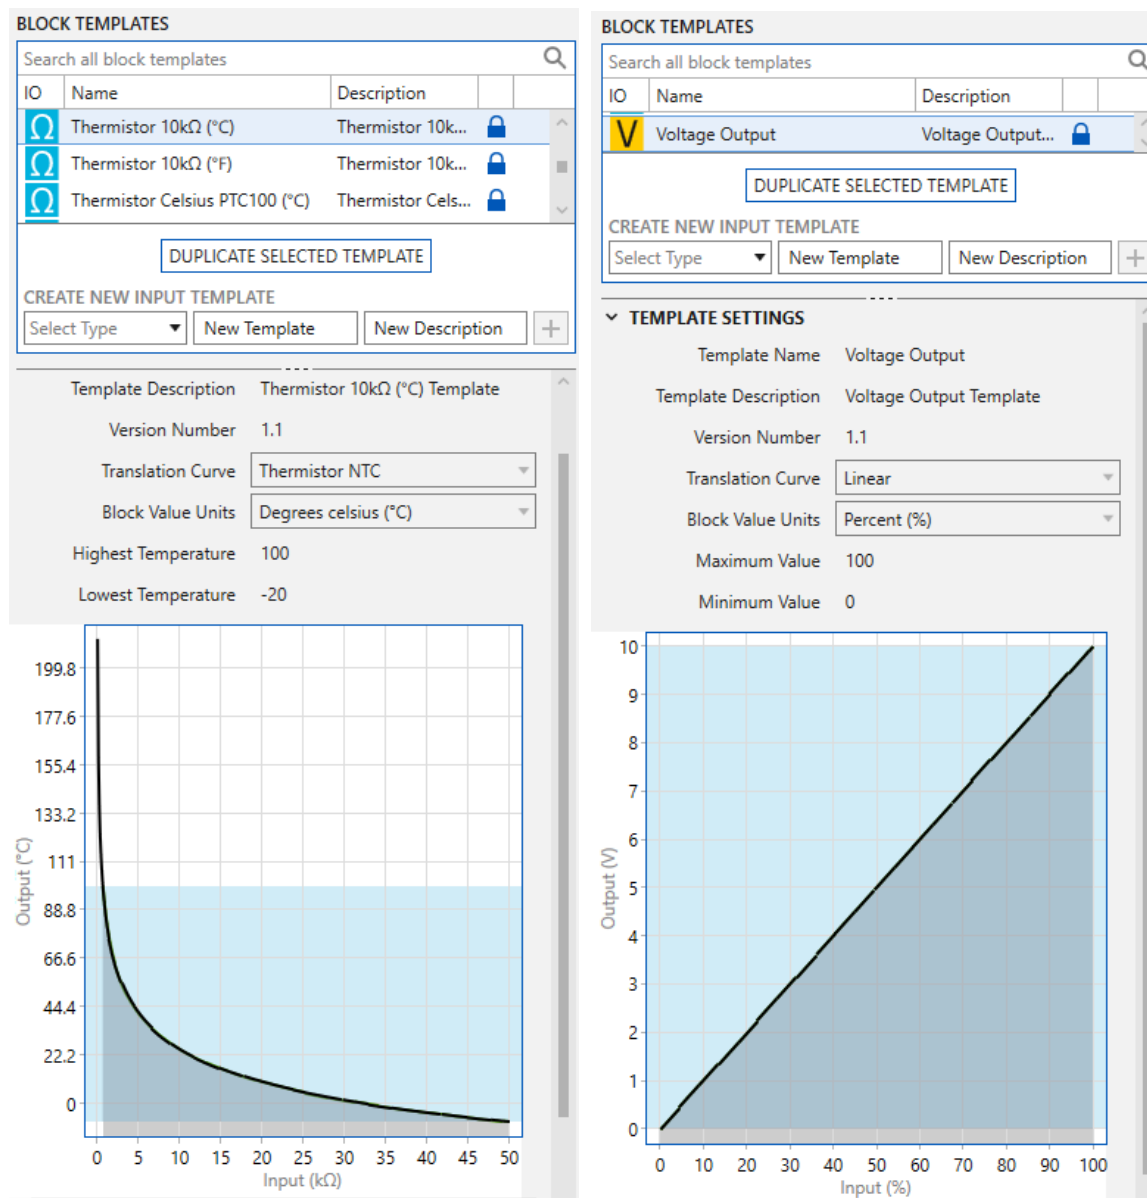 BLOCK TEMPLATES
Search all block templates
IO Name Description
Ω Thermistor 10kΩ (°C) Thermistor 10k...
Ω Thermistor 10kΩ (°F) Thermistor 10k...
Ω Thermistor Celsius PTC100 (°C) Thermistor Cels...
DUPLICATE SELECTED TEMPLATE
CREATE NEW INPUT TEMPLATE
Select Type New Template New Description +
Template Description Thermistor 10kΩ (°C) Template
Version Number 1.1
Translation Curve Thermistor NTC
Block Value Units Degrees celsius (°C)
Highest Temperature 100
Lowest Temperature -20
199.8
177.6
155.4
133.2
111
88.8
66.6
44.4
22.2
0
Output (°C)
0 5 10 15 20 25 30 35 40 45 50
Input (kΩ)
BLOCK TEMPLATES
Search all block templates
IO Name Description
V Voltage Output Voltage Output...
DUPLICATE SELECTED TEMPLATE
CREATE NEW INPUT TEMPLATE
Select Type New Template New Description +
TEMPLATE SETTINGS
Template Name Voltage Output
Template Description Voltage Output Template
Version Number 1.1
Translation Curve Linear
Block Value Units Percent (%)
Maximum Value 100
Minimum Value 0
10
9
8
7
6
5
4
3
2
1
0
Output (V)
0 10 20 30 40 50 60 70 80 90 100
Input (%)